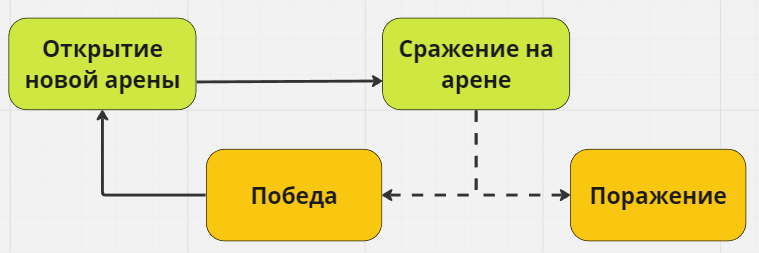 Открытие
новой арены
Сражение на
арене
Победа
Поражение